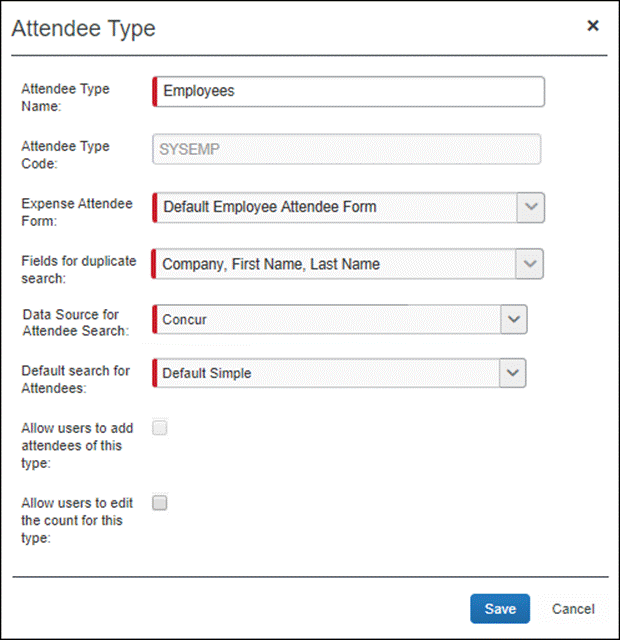 Attendee Type
Attendee Type
Name:
Employees
Attendee Type
Code:
SYSEMP
Expense Attendee
Form:
Default Employee Attendee Form
Fields for duplicate
search:
Company, First Name, Last Name
Data Source for
Attendee Search:
Concur
Default search for
Attendees:
Default Simple
Allow users to add
attendees of this
type:
Allow users to edit
the count for this
type:
Save
Cancel